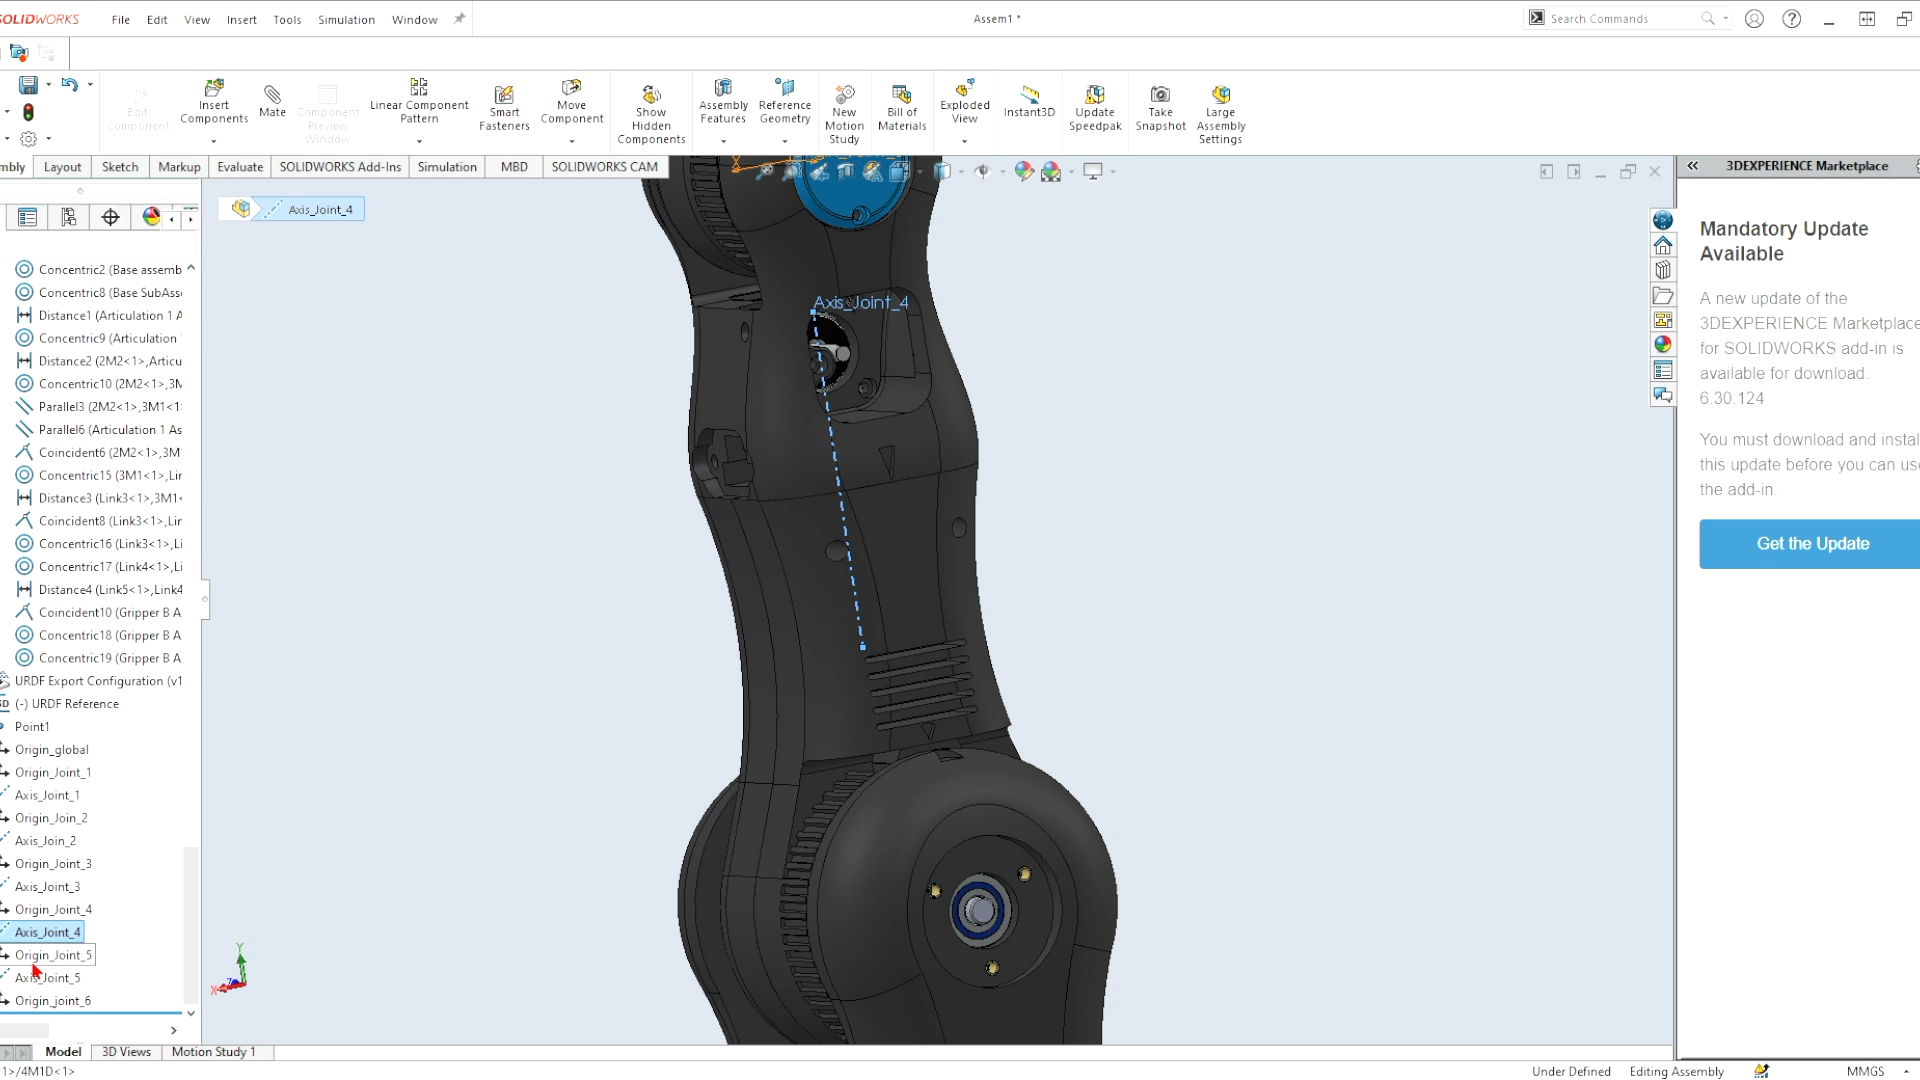 SOLIDWORKS File Edit View Insert Tools Simulation Window Assem1 * Search Commands
Edit Component
Insert Components
Mate
Component Preview Window
Linear Component Pattern
Smart Fasteners
Move Component
Show Hidden Components
Assembly Features
Reference Geometry
New Motion Study
Bill of Materials
Exploded View
Instant3D
Update Speedpak
Take Snapshot
Large Assembly Settings
mbly Layout Sketch Markup Evaluate SOLIDWORKS Add-Ins Simulation MBD SOLIDWORKS CAM
3DEXPERIENCE Marketplace
Axis_Joint_4
Axis_Joint_4
Concentric2 (Base assemb
Concentric8 (Base SubAss
Distance1 (Articulation 1 A
Concentric9 (Articulation
Distance2 (2M2<1>,Articu
Concentric10 (2M2<1>,3M
Parallel3 (2M2<1>,3M1<1
Parallel6 (Articulation 1 As
Coincident6 (2M2<1>,3M
Concentric15 (3M1<1>,Lir
Distance3 (Link3<1>,3M1<
Coincident8 (Link3<1>,Lir
Concentric16 (Link3<1>,Li
Concentric17 (Link4<1>,Li
Distance4 (Link5<1>,Link4
Coincident10 (Gripper B A
Concentric18 (Gripper B A
Concentric19 (Gripper B A
URDF Export Configuration (v1
(-) URDF Reference
Point1
Origin_global
Origin_Joint_1
Axis_Joint_1
Origin_Join_2
Axis_Join_2
Origin_Joint_3
Axis_Joint_3
Origin_Joint_4
Axis_Joint_4
Origin_Joint_5
Axis_Joint_5
Origin_joint_6
Y
X
Z
Mandatory Update
Available
A new update of the
3DEXPERIENCE Marketplace
for SOLIDWORKS add-in is
available for download:
6.30.124
You must download and instal
this update before you can us
the add-in.
Get the Update
Model 3D Views Motion Study 1
1>/4M1D<1> Under Defined Editing Assembly MMGS